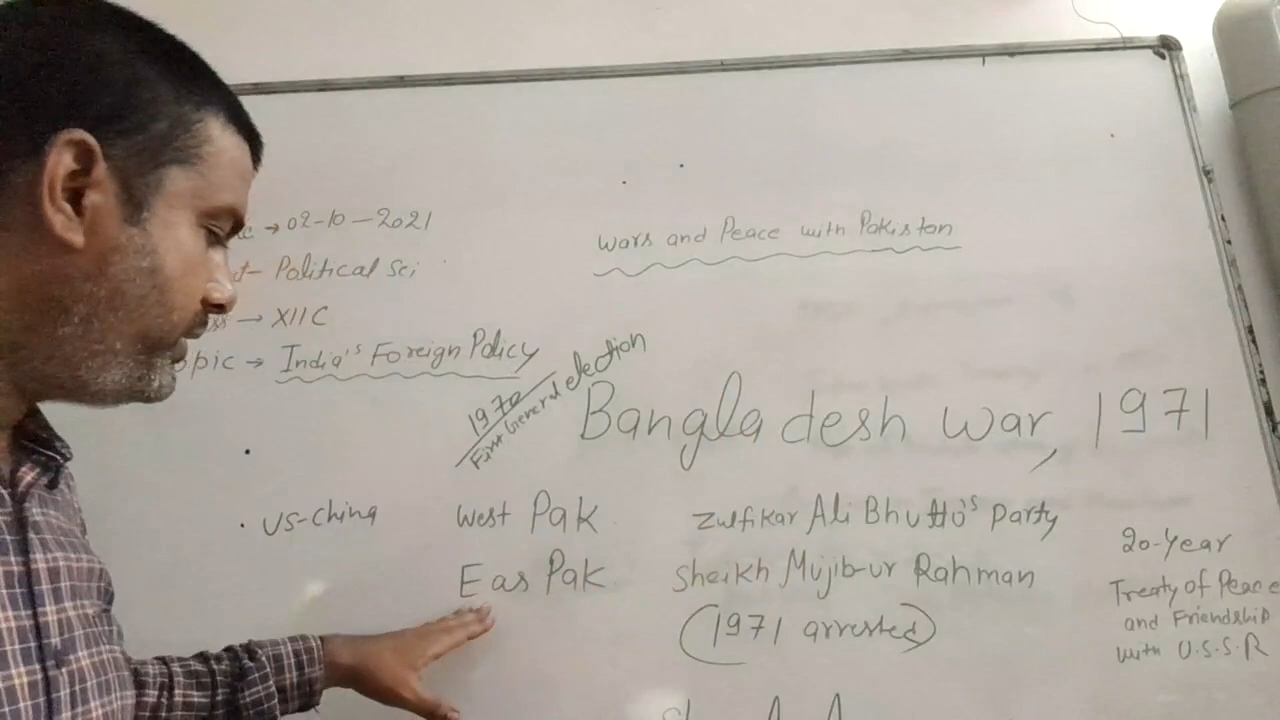 → 02-10-2021
Political Sci
→ XII C
opic → India's Foreign Policy
Wars and Peace with Pakistan
1970
First General election
Bangladesh war, 1971
. US-China
West Pak
Zulfikar Ali Bhutto's Party
Eas Pak
Sheikh Mujib-ur Rahman
(1971 arrested)
20-Year
Treaty of Peace
and Friendship
with U.S.S.R